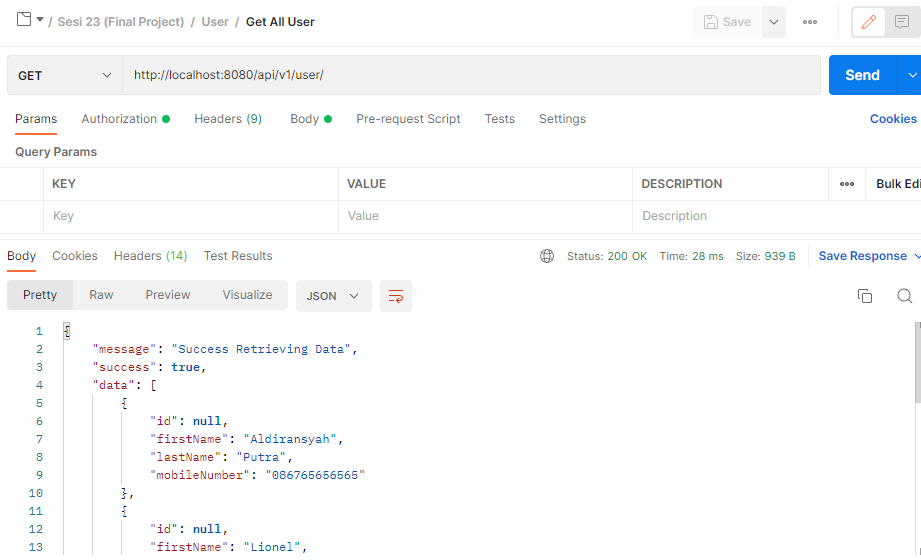 / Sesi 23 (Final Project) / User / Get All User
Save
GET http://localhost:8080/api/v1/user/ Send
Params Authorization Headers (9) Body Pre-request Script Tests Settings Cookies
Query Params
KEY VALUE DESCRIPTION Bulk Edi
Key Value Description
Body Cookies Headers (14) Test Results Status: 200 OK Time: 28 ms Size: 939 B Save Response
Pretty Raw Preview Visualize JSON
1 {
2 "message": "Success Retrieving Data",
3 "success": true,
4 "data": [
5 {
6 "id": null,
7 "firstName": "Aldiransyah",
8 "lastName": "Putra",
9 "mobileNumber": "086765656565"
10 },
11 {
12 "id": null,
13 "firstName": "Lionel",